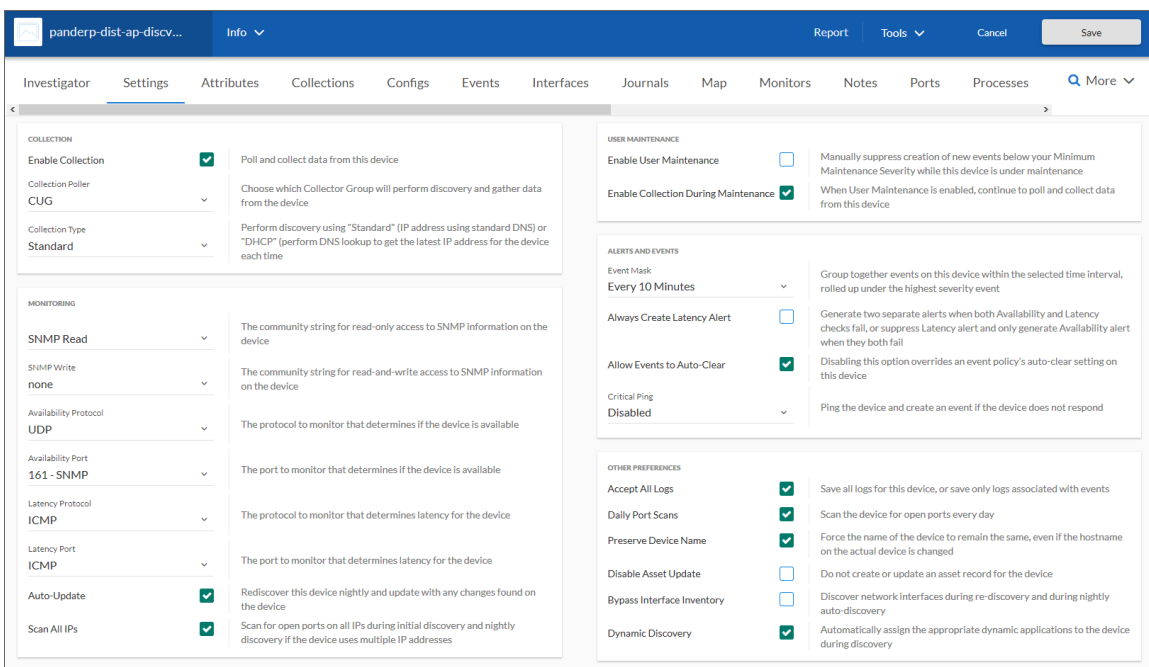 panderp-dist-ap-discv...
Info
Report
Tools
Cancel
Save
Investigator
Settings
Attributes
Collections
Configs
Events
Interfaces
Journals
Map
Monitors
Notes
Ports
Processes
More
COLLECTION
Enable Collection
Poll and collect data from this device
Collection Poller
CUG
Choose which Collector Group will perform discovery and gather data
from the device
Collection Type
Standard
Perform discovery using "Standard" (IP address using standard DNS) or
"DHCP" (perform DNS lookup to get the latest IP address for the device
each time
MONITORING
SNMP Read
The community string for read-only access to SNMP information on the
device
SNMP Write
none
The community string for read-and-write access to SNMP information
on the device
Availability Protocol
UDP
The protocol to monitor that determines if the device is available
Availability Port
161 - SNMP
The port to monitor that determines if the device is available
Latency Protocol
ICMP
The protocol to monitor that determines latency for the device
Latency Port
ICMP
The port to monitor that determines latency for the device
Auto-Update
Rediscover this device nightly and update with any changes found on
the device
Scan All IPs
Scan for open ports on all IPs during initial discovery and nightly
discovery if the device uses multiple IP addresses
USER MAINTENANCE
Enable User Maintenance
Manually suppress creation of new events below your Minimum
Maintenance Severity while this device is under maintenance
Enable Collection During Maintenance
When User Maintenance is enabled, continue to poll and collect data
from this device
ALERTS AND EVENTS
Event Mask
Every 10 Minutes
Group together events on this device within the selected time interval,
rolled up under the highest severity event
Always Create Latency Alert
Generate two separate alerts when both Availability and Latency
checks fail, or suppress Latency alert and only generate Availability alert
when they both fail
Allow Events to Auto-Clear
Disabling this option overrides an event policy's auto-clear setting on
this device
Critical Ping
Disabled
Ping the device and create an event if the device does not respond
OTHER PREFERENCES
Accept All Logs
Save all logs for this device, or save only logs associated with events
Daily Port Scans
Scan the device for open ports every day
Preserve Device Name
Force the name of the device to remain the same, even if the hostname
on the actual device is changed
Disable Asset Update
Do not create or update an asset record for the device
Bypass Interface Inventory
Discover network interfaces during re-discovery and during nightly
auto-discovery
Dynamic Discovery
Automatically assign the appropriate dynamic applications to the device
during discovery